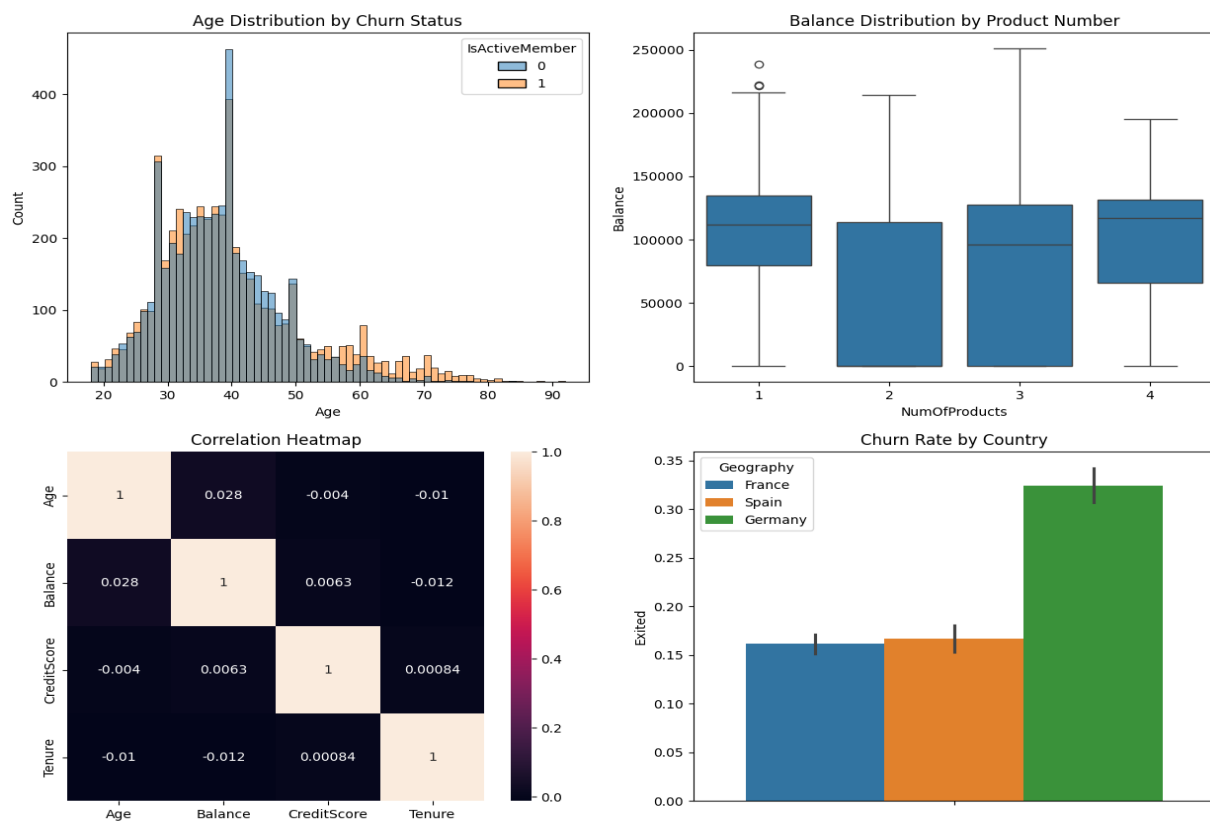 Age Distribution by Churn Status
IsActiveMember
0
1
400
300
200
100
0
Count
20 30 40 50 60 70 80 90
Age
Balance Distribution by Product Number
250000
200000
150000
100000
50000
0
Balance
1 2 3 4
NumOfProducts
Correlation Heatmap
Age
Balance
CreditScore
Tenure
1 0.028 -0.004 -0.01
0.028 1 0.0063 -0.012
-0.004 0.0063 1 0.00084
-0.01 -0.012 0.00084 1
Age Balance CreditScore Tenure
1.0
0.8
0.6
0.4
0.2
0.0
Churn Rate by Country
Geography
France
Spain
Germany
0.35
0.30
0.25
0.20
0.15
0.10
0.05
0.00
Exited